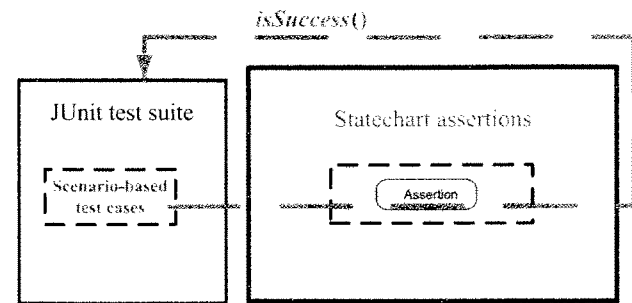 isSuccess()
JUnit test suite
Statechart assertions
Scenario-based
test cases
Assertion